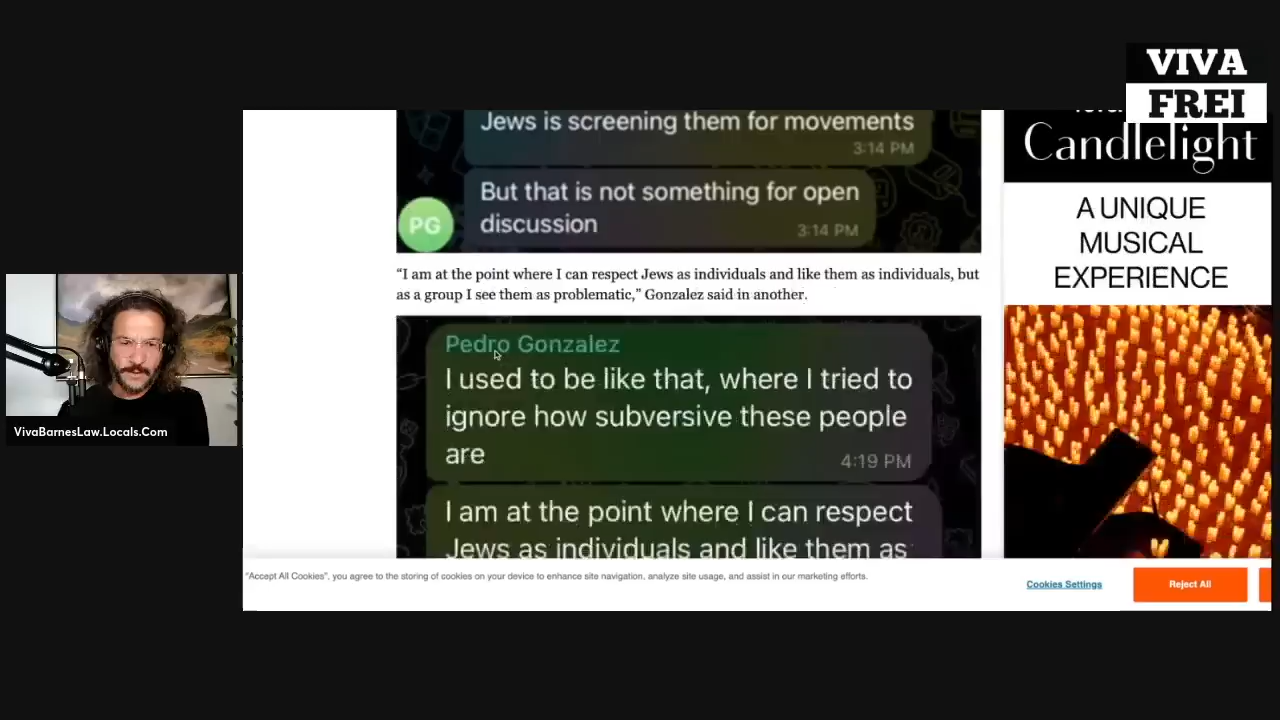 VIVA
FREI
Jews is screening them for movements
3:14 PM
But that is not something for open
discussion
3:14 PM
PG
“I am at the point where I can respect Jews as individuals and like them as individuals, but
as a group I see them as problematic,” Gonzalez said in another.
Pedro Gonzalez
I used to be like that, where I tried to
ignore how subversive these people
are
4:19 PM
I am at the point where I can respect
Jews as individuals and like them as
Candlelight
A UNIQUE
MUSICAL
EXPERIENCE
VivaBarnesLaw.Locals.Com
“Accept All Cookies”, you agree to the storing of cookies on your device to enhance site navigation, analyze site usage, and assist in our marketing efforts.
Cookies Settings
Reject All